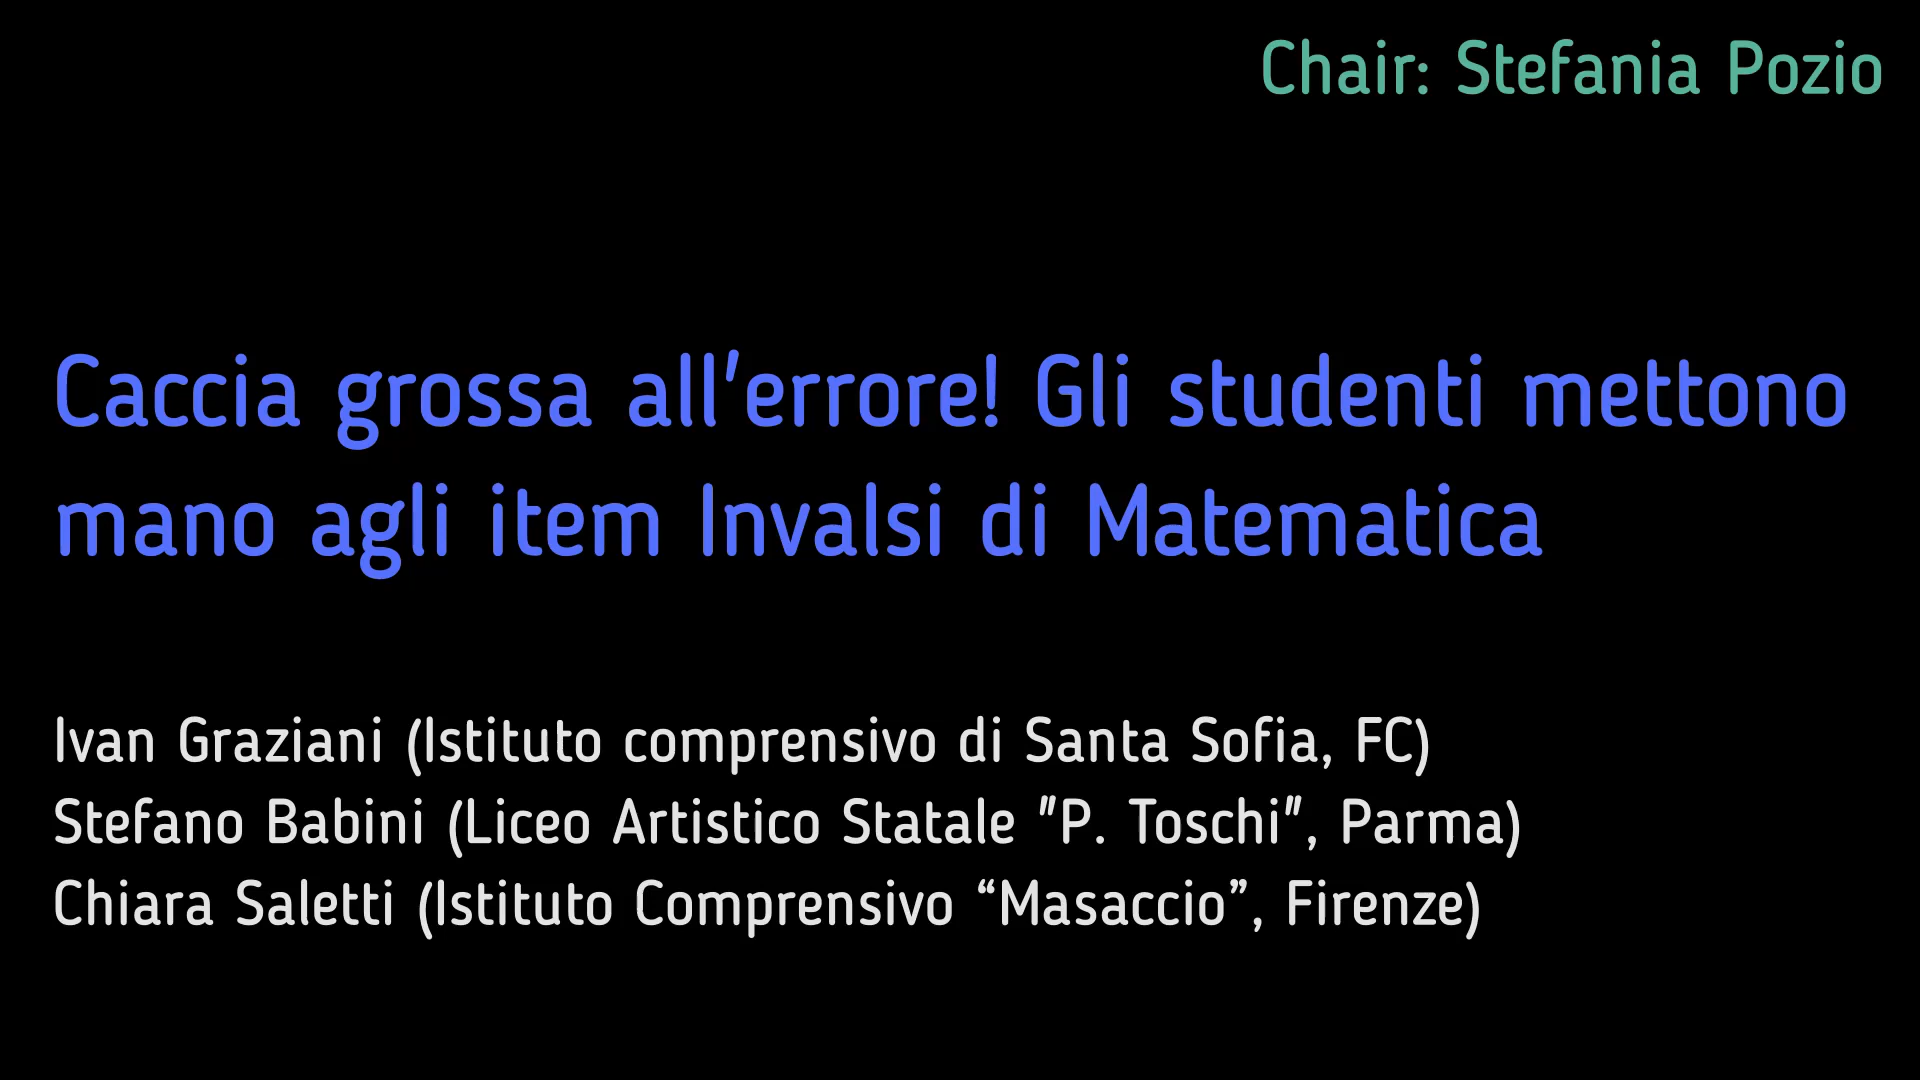 Chair: Stefania Pozio
Caccia grossa all'errore! Gli studenti mettono
mano agli item Invalsi di Matematica
Ivan Graziani (Istituto comprensivo di Santa Sofia, FC)
Stefano Babini (Liceo Artistico Statale "P. Toschi", Parma)
Chiara Saletti (Istituto Comprensivo “Masaccio”, Firenze)